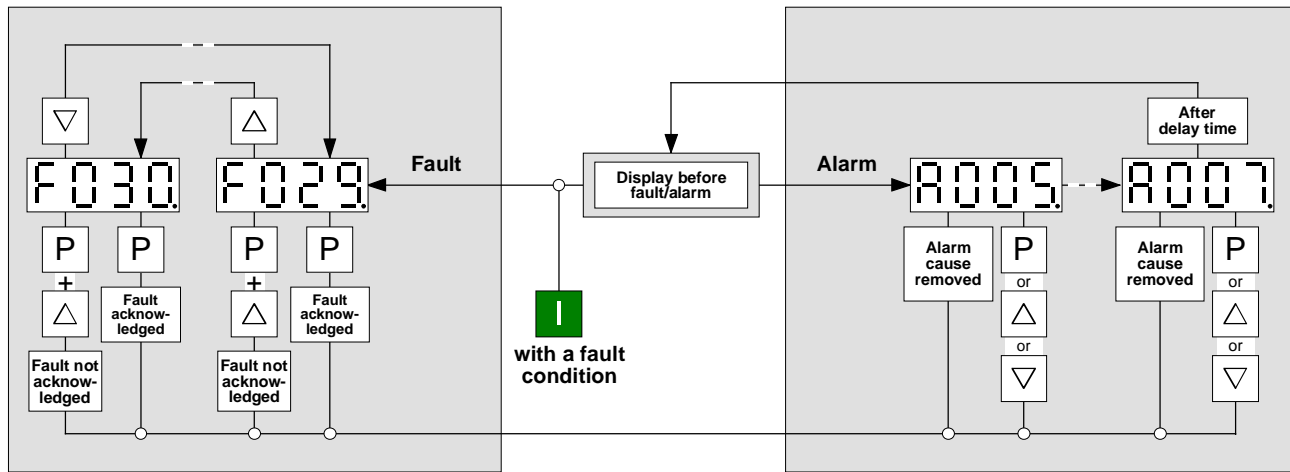 After
delay time
Fault
Display before
fault/alarm
Alarm
F030.
F029.
A005.
A007.
P
P
P
P
Alarm
cause
removed
P
Alarm
cause
removed
P
+
+
or
or
Fault
acknow-
ledged
Fault
acknow-
ledged
I
or
or
Fault not
acknow-
ledged
Fault not
acknow-
ledged
with a fault
condition